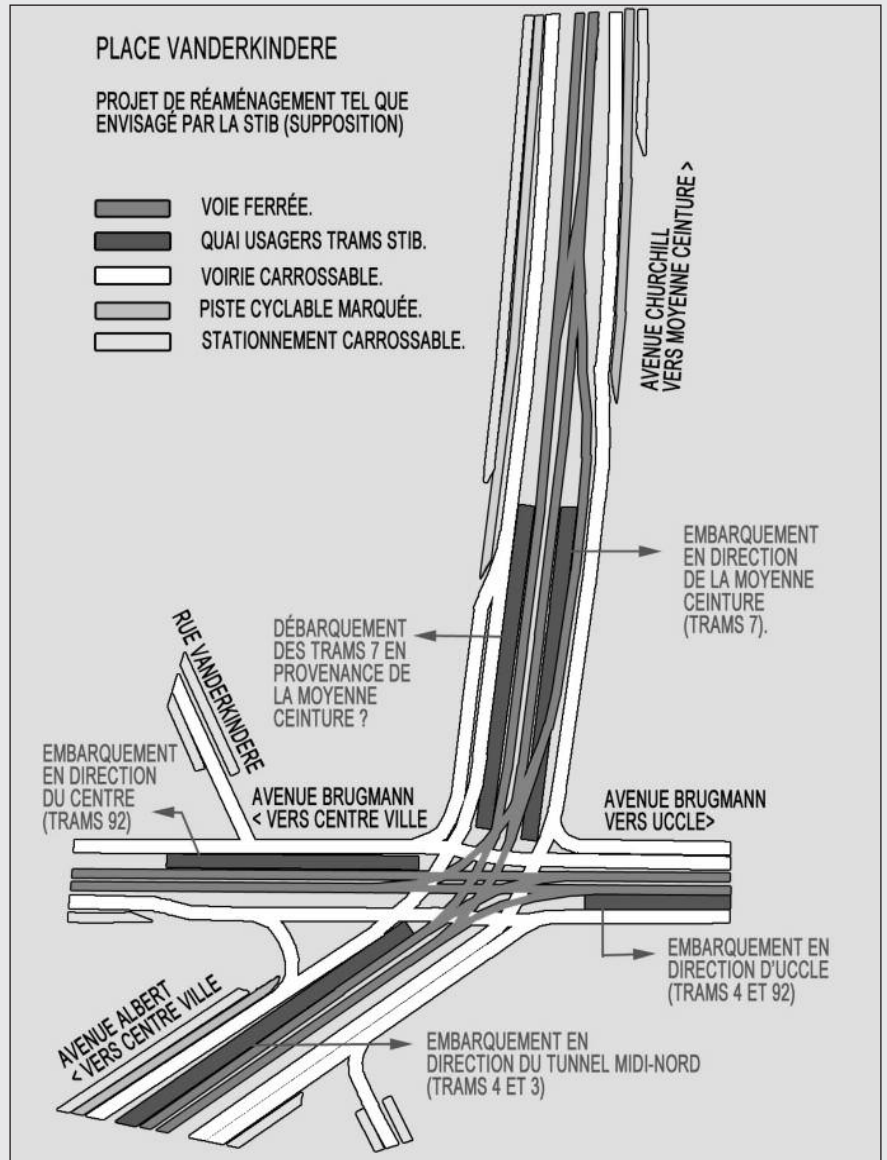 PLACE VANDERKINDERE
PROJET DE RÉAMÉNAGEMENT TEL QUE
ENVISAGÉ PAR LA STIB (SUPPOSITION)
VOIE FERRÉE.
QUAI USAGERS TRAMS STIB.
VOIRIE CARROSSABLE.
PISTE CYCLABLE MARQUÉE.
STATIONNEMENT CARROSSABLE.
AVENUE CHURCHILL
VERS MOYENNE CEINTURE >
EMBARQUEMENT
EN DIRECTION
DE LA MOYENNE
CEINTURE
(TRAMS 7).
DÉBARQUEMENT
DES TRAMS 7 EN
PROVENANCE DE
LA MOYENNE
CEINTURE ?
RUE VANDERKINDERE
EMBARQUEMENT
EN DIRECTION
DU CENTRE
(TRAMS 92)
AVENUE BRUGMANN
< VERS CENTRE VILLE
AVENUE BRUGMANN
VERS UCCLE>
EMBARQUEMENT EN
DIRECTION D'UCCLE
(TRAMS 4 ET 92)
AVENUE ALBERT
< VERS CENTRE VILLE
EMBARQUEMENT EN
DIRECTION DU TUNNEL MIDI-NORD
(TRAMS 4 ET 3)